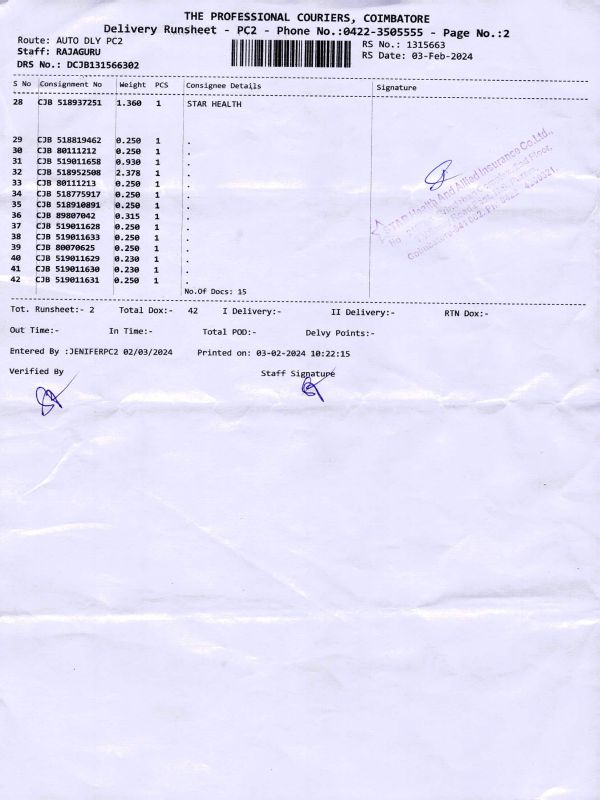 THE PROFESSIONAL COURIERS, COIMBATORE
Delivery Runsheet - PC2 - Phone No.:0422-3505555 - Page No.:2
Route: AUTO DLY PC2
RS No.: 1315663
Staff: RAJAGURU
RS Date: 03-Feb-2024
DRS No.: DCJB131566302
S No Consignment No Weight PCS Consignee Details Signature
28 CJB 518937251 1.360 1 STAR HEALTH
29 CJB 518819462 0.250 1 .
30 CJB 80111212 0.250 1 .
31 CJB 519011658 0.930 1 .
32 CJB 518952508 2.378 1 .
33 CJB 80111213 0.250 1 .
34 CJB 518775917 0.250 1 .
35 CJB 518910891 0.250 1 .
36 CJB 89807042 0.315 1 .
37 CJB 519011628 0.250 1 .
38 CJB 519011633 0.250 1 .
39 CJB 80070625 0.250 1 .
40 CJB 519011629 0.230 1 .
41 CJB 519011630 0.230 1 .
42 CJB 519011631 0.250 1 .
No.Of Docs: 15
STAR Health And Allied Insurance Co.Ltd.,
Tot. Runsheet:- 2 Total Dox:- 42 I Delivery:- II Delivery:- RTN Dox:-
Out Time:- In Time:- Total POD:- Delvy Points:-
Entered By :JENIFERPC2 02/03/2024 Printed on: 03-02-2024 10:22:15
Verified By Staff Signature